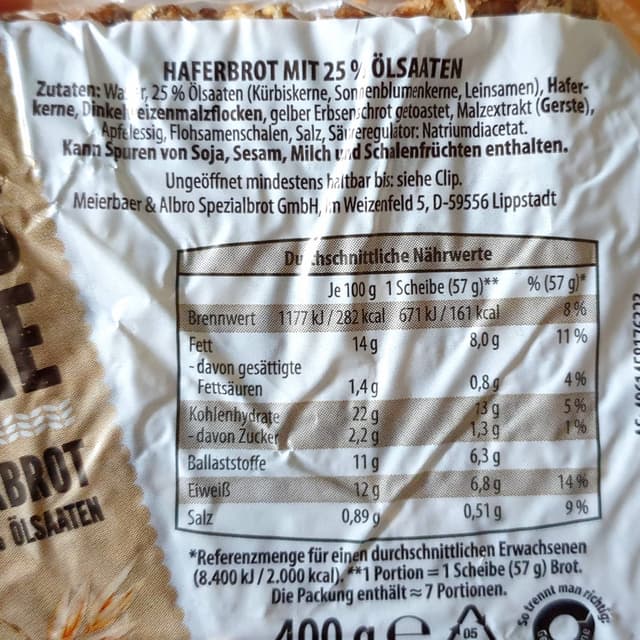 HAFERBROT MIT 25 % ÖLSAATEN
Zutaten: Wasser, 25 % Ölsaaten (Kürbiskerne, Sonnenblumenkerne, Leinsamen), Hafer-
kerne, Dinkelweizenmalzflocken, gelber Erbsenschrot getoastet, Malzextrakt (Gerste),
Apfelessig, Flohsamenschalen, Salz, Säureregulator: Natriumdiacetat.
Kann Spuren von Soja, Sesam, Milch und Schalenfrüchten enthalten.
Ungeöffnet mindestens haltbar bis: siehe Clip.
Meierbaer & Albro Spezialbrot GmbH, Im Weizenfeld 5, D-59556 Lippstadt
Durchschnittliche Nährwerte
Je 100 g 1 Scheibe (57 g)** % (57 g)*
Brennwert 1177 kJ / 282 kcal 671 kJ / 161 kcal 8 %
Fett 14 g 8,0 g 11 %
- davon gesättigte
Fettsäuren 1,4 g 0,8 g 4 %
Kohlenhydrate 22 g 13 g 5 %
- davon Zucker 2,2 g 1,3 g 1 %
Ballaststoffe 11 g 6,3 g
Eiweiß 12 g 6,8 g 14 %
Salz 0,89 g 0,51 g 9 %
*Referenzmenge für einen durchschnittlichen Erwachsenen
(8.400 kJ / 2.000 kcal). **1 Portion = 1 Scheibe (57 g) Brot.
Die Packung enthält ≈ 7 Portionen.
400 g e
05
So trennt man richtig:
BROT
ÖLSAATEN